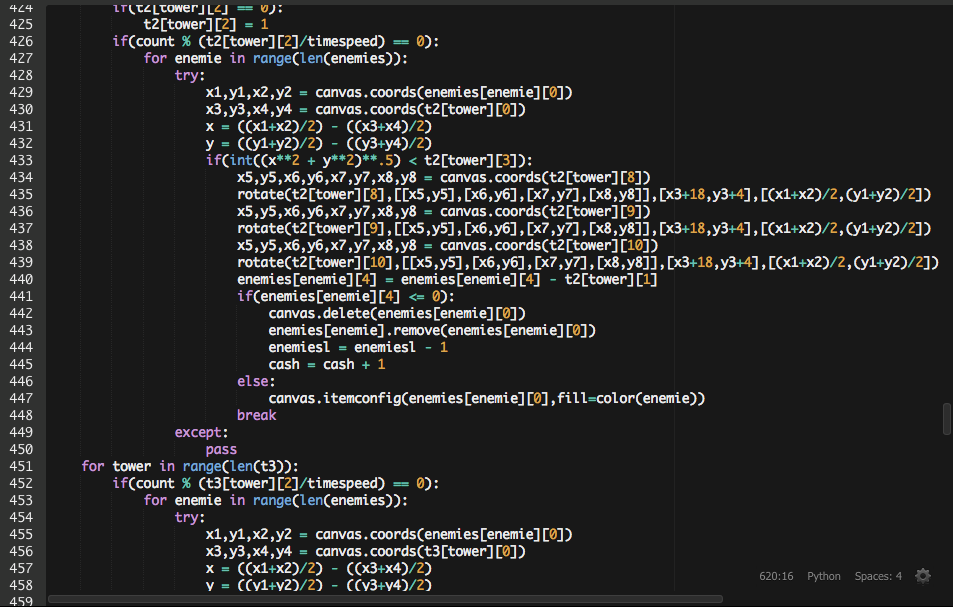 424 if(t2[tower][2] == 0):
425 t2[tower][2] = 1
426 if(count % (t2[tower][2]/timespeed) == 0):
427 for enemie in range(len(enemies)):
428 try:
429 x1,y1,x2,y2 = canvas.coords(enemies[enemie][0])
430 x3,y3,x4,y4 = canvas.coords(t2[tower][0])
431 x = ((x1+x2)/2) - ((x3+x4)/2)
432 y = ((y1+y2)/2) - ((y3+y4)/2)
433 if(int((x**2 + y**2)**.5) < t2[tower][3]):
434 x5,y5,x6,y6,x7,y7,x8,y8 = canvas.coords(t2[tower][8])
435 rotate(t2[tower][8],[[x5,y5],[x6,y6],[x7,y7],[x8,y8]],[x3+18,y3+4],[(x1+x2)/2,(y1+y2)/2])
436 x5,y5,x6,y6,x7,y7,x8,y8 = canvas.coords(t2[tower][9])
437 rotate(t2[tower][9],[[x5,y5],[x6,y6],[x7,y7],[x8,y8]],[x3+18,y3+4],[(x1+x2)/2,(y1+y2)/2])
438 x5,y5,x6,y6,x7,y7,x8,y8 = canvas.coords(t2[tower][10])
439 rotate(t2[tower][10],[[x5,y5],[x6,y6],[x7,y7],[x8,y8]],[x3+18,y3+4],[(x1+x2)/2,(y1+y2)/2])
440 enemies[enemie][4] = enemies[enemie][4] - t2[tower][1]
441 if(enemies[enemie][4] <= 0):
442 canvas.delete(enemies[enemie][0])
443 enemies[enemie].remove(enemies[enemie][0])
444 enemiesl = enemiesl - 1
445 cash = cash + 1
446 else:
447 canvas.itemconfig(enemies[enemie][0],fill=color(enemie))
448 break
449 except:
450 pass
451 for tower in range(len(t3)):
452 if(count % (t3[tower][2]/timespeed) == 0):
453 for enemie in range(len(enemies)):
454 try:
455 x1,y1,x2,y2 = canvas.coords(enemies[enemie][0])
456 x3,y3,x4,y4 = canvas.coords(t3[tower][0])
457 x = ((x1+x2)/2) - ((x3+x4)/2)
458 y = ((y1+y2)/2) - ((y3+y4)/2)
459
620:16 Python Spaces: 4